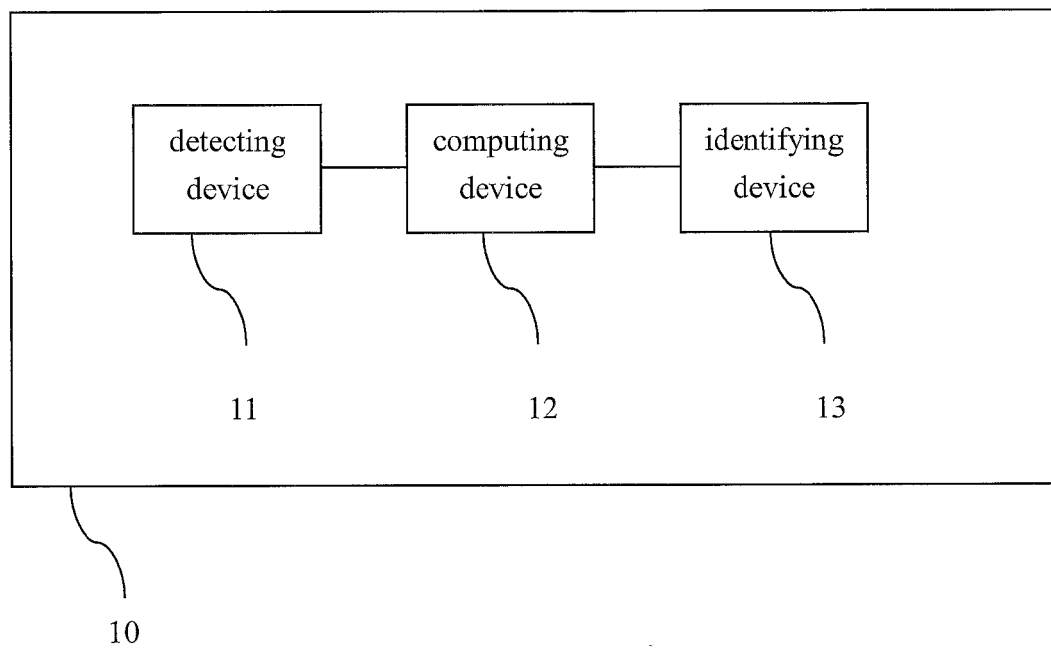 detecting
device
computing
device
identifying
device
11
12
13
10